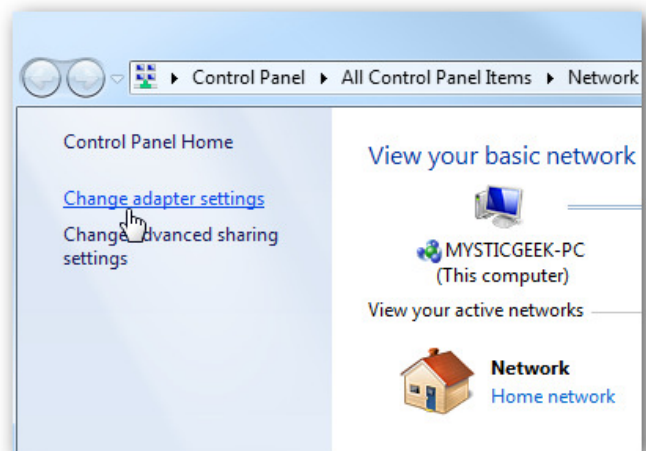 Control Panel ▸ All Control Panel Items ▸ Network
Control Panel Home
Change adapter settings
Change advanced sharing
settings
View your basic network
MYSTICGEEK-PC
(This computer)
View your active networks
Network
Home network